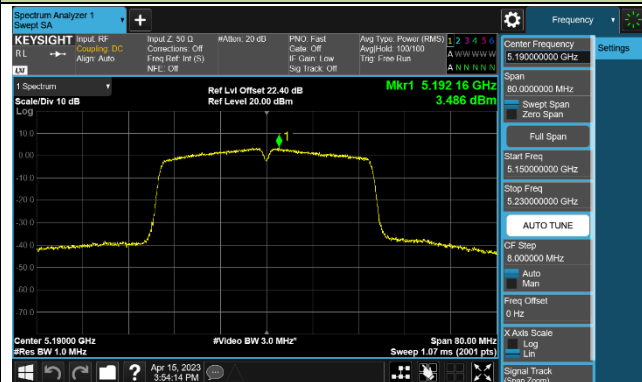 Spectrum Analyzer 1
Swept SA
Frequency
KEYSIGHT
RL
LXI
Input: RF
Coupling: DC
Align: Auto
Input Z: 50 Ω
Corrections: Off
Freq Ref: Int (S)
NFE: Off
#Atten: 20 dB
PNO: Fast
Gate: Off
IF Gain: Low
Sig Track: Off
Avg Type: Power (RMS)
Avg|Hold: 100/100
Trig: Free Run
1 2 3 4 5 6
A W W W W W
A N N N N N
1 Spectrum
Scale/Div 10 dB
Log
Ref Lvl Offset 22.40 dB
Ref Level 20.00 dBm
Mkr1 5.192 16 GHz
3.486 dBm
1
10.0
0.00
-10.0
-20.0
-30.0
-40.0
-50.0
-60.0
-70.0
Center 5.19000 GHz
#Res BW 1.0 MHz
#Video BW 3.0 MHz*
Span 80.00 MHz
Sweep 1.07 ms (2001 pts)
Apr 15, 2023
3:54:14 PM
Center Frequency
5.190000000 GHz
Settings
Span
80.0000000 MHz
Swept Span
Zero Span
Full Span
Start Freq
5.150000000 GHz
Stop Freq
5.230000000 GHz
AUTO TUNE
CF Step
8.000000 MHz
Auto
Man
Freq Offset
0 Hz
X Axis Scale
Log
Lin
Signal Track
(Span Zoom)